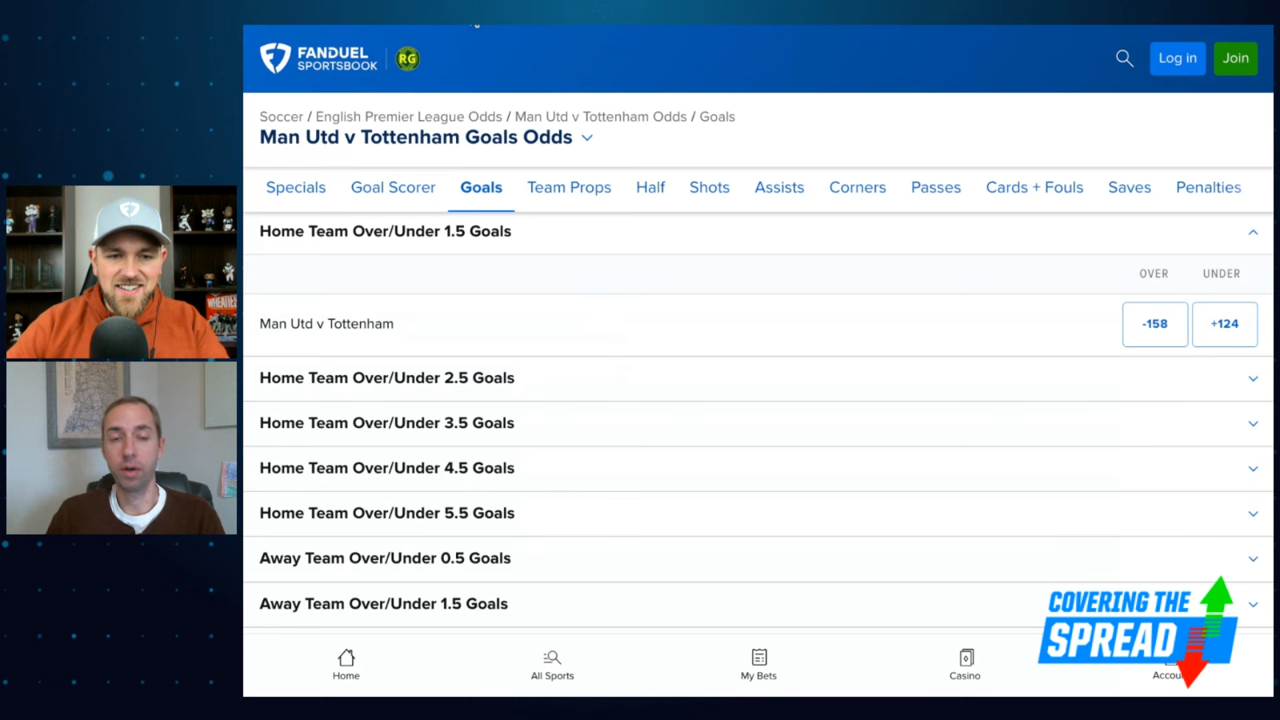 FANDUEL
SPORTSBOOK
RG
Log in
Join
Soccer / English Premier League Odds / Man Utd v Tottenham Odds / Goals
Man Utd v Tottenham Goals Odds
Specials Goal Scorer Goals Team Props Half Shots Assists Corners Passes Cards + Fouls Saves Penalties
Home Team Over/Under 1.5 Goals
OVER UNDER
Man Utd v Tottenham -158 +124
Home Team Over/Under 2.5 Goals
Home Team Over/Under 3.5 Goals
Home Team Over/Under 4.5 Goals
Home Team Over/Under 5.5 Goals
Away Team Over/Under 0.5 Goals
Away Team Over/Under 1.5 Goals
COVERING THE
SPREAD
Home All Sports My Bets Casino Accou
WHEATIES